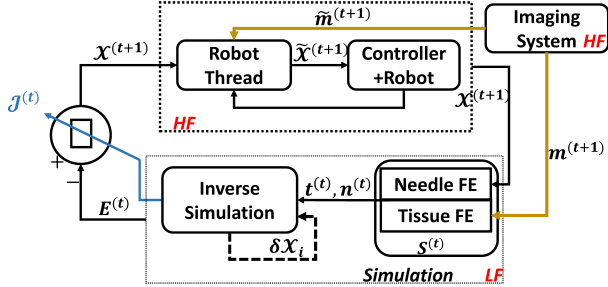 m̃^(t+1)
Imaging
System HF
𝒳^(t+1)
Robot
Thread
𝒳̃^(t+1)
Controller
+Robot
HF
𝒳^(t+1)
𝒥^(t)
+
−
m^(t+1)
E^(t)
Inverse
Simulation
t^(t), n^(t)
Needle FE
Tissue FE
S^(t)
δ𝒳_i
Simulation LF